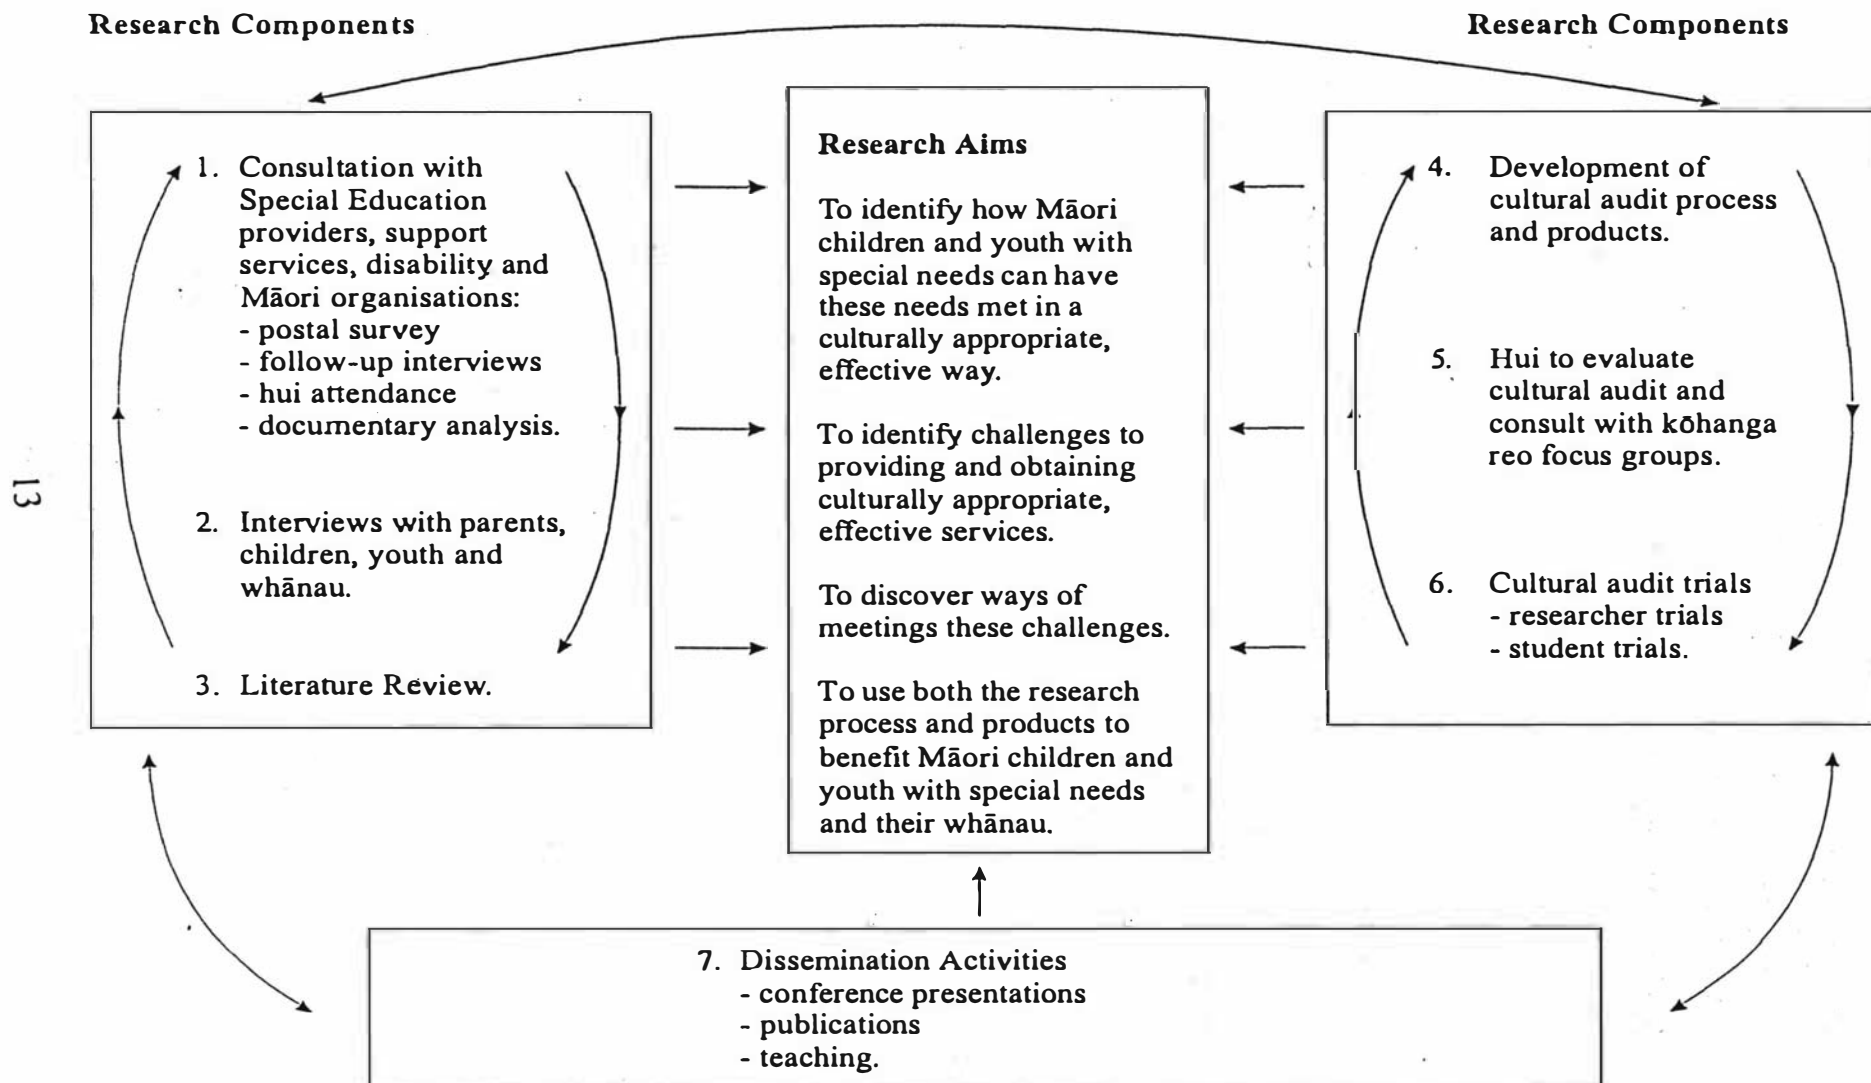 Research Components
Research Components
1. Consultation with
Special Education
providers, support
services, disability and
Māori organisations:
- postal survey
- follow-up interviews
- hui attendance
- documentary analysis.
2. Interviews with parents,
children, youth and
whānau.
3. Literature Review.
Research Aims
To identify how Māori
children and youth with
special needs can have
these needs met in a
culturally appropriate,
effective way.
To identify challenges to
providing and obtaining
culturally appropriate,
effective services.
To discover ways of
meetings these challenges.
To use both the research
process and products to
benefit Māori children and
youth with special needs
and their whānau.
4. Development of
cultural audit process
and products.
5. Hui to evaluate
cultural audit and
consult with kōhanga
reo focus groups.
6. Cultural audit trials
- researcher trials
- student trials.
7. Dissemination Activities
- conference presentations
- publications
- teaching.
13